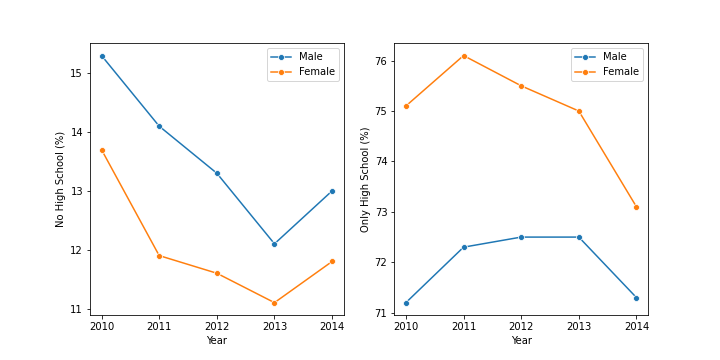 No High School (%)
15
14
13
12
11
2010 2011 2012 2013 2014
Year
Male
Female
Only High School (%)
76
75
74
73
72
71
2010 2011 2012 2013 2014
Year
Male
Female